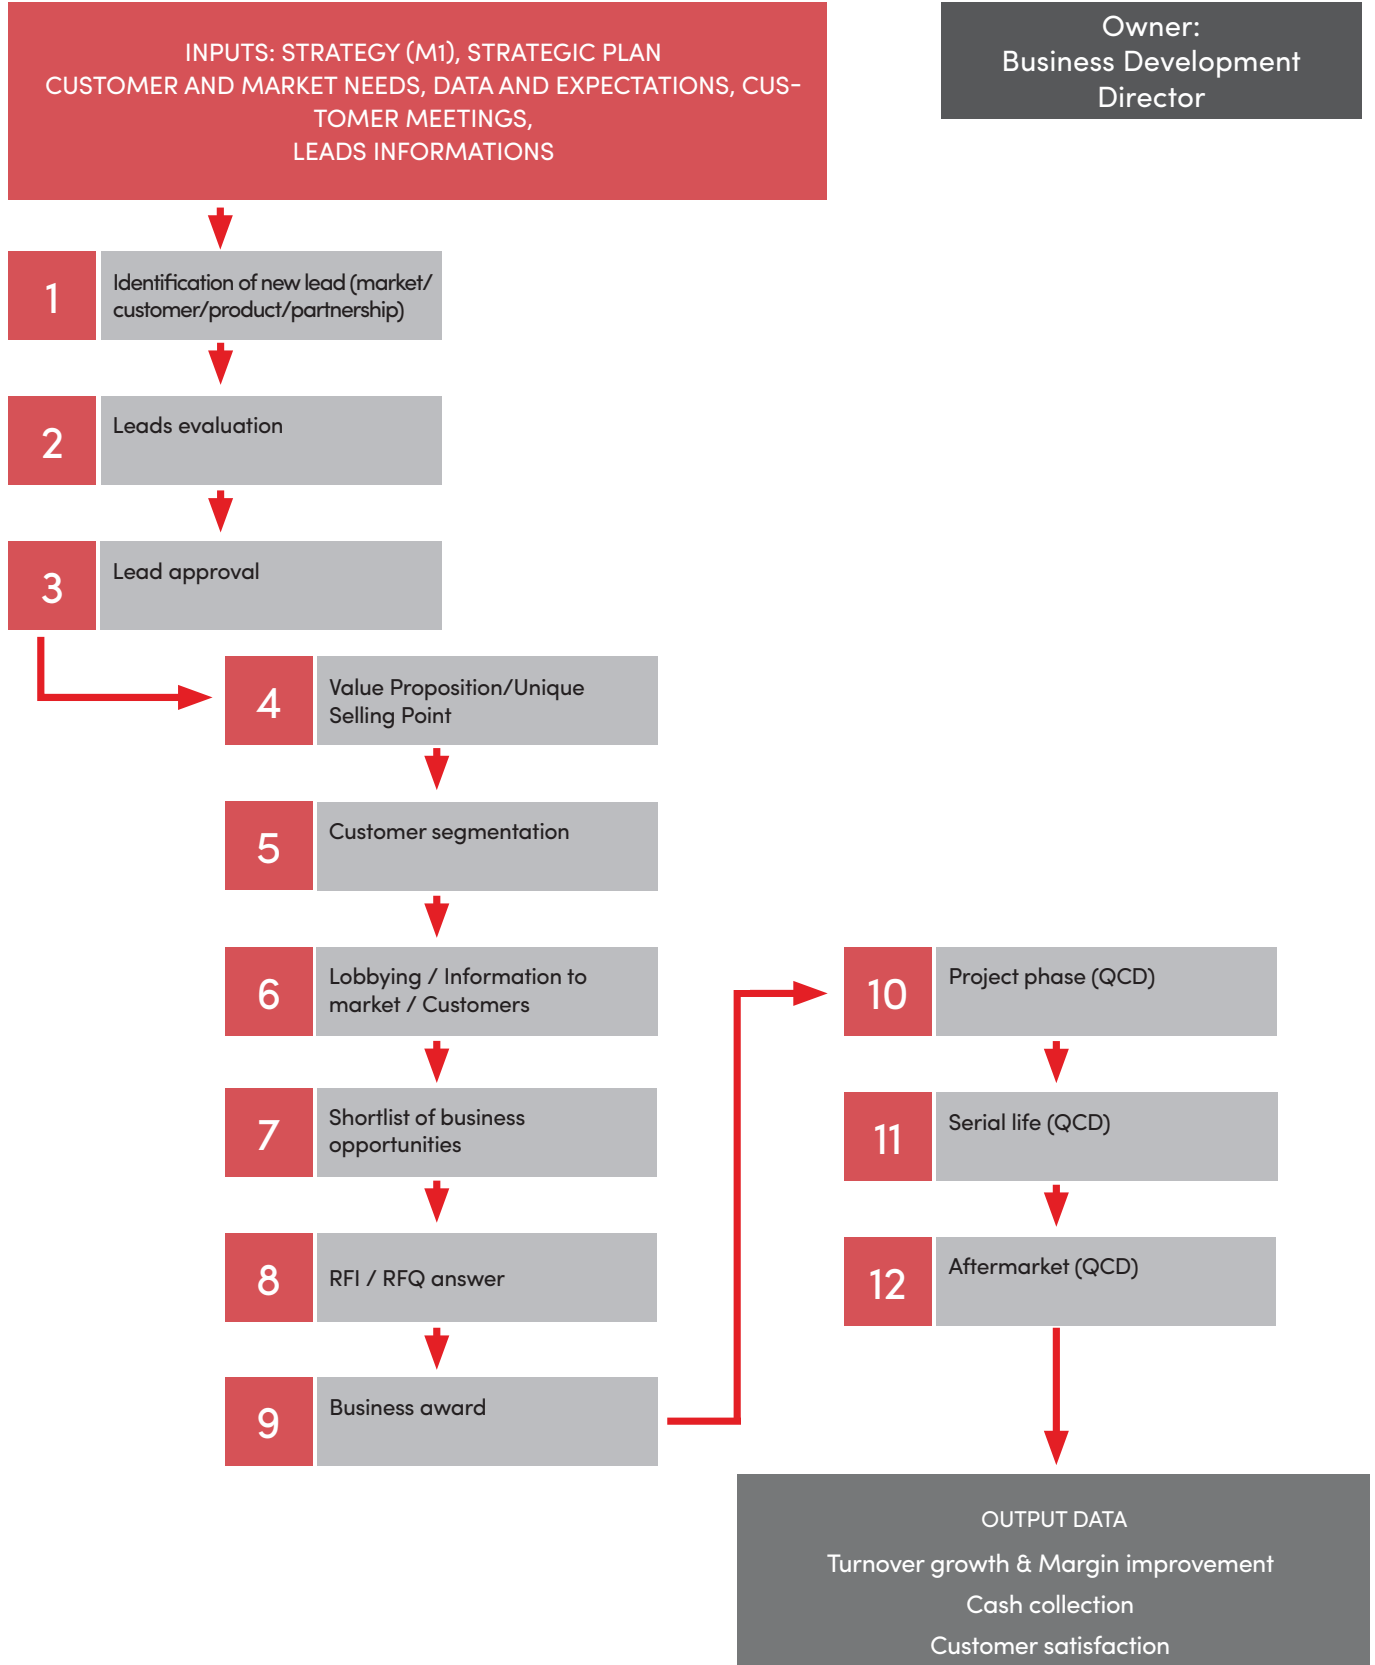 INPUTS: STRATEGY (M1), STRATEGIC PLAN
CUSTOMER AND MARKET NEEDS, DATA AND EXPECTATIONS, CUS-
TOMER MEETINGS,
LEADS INFORMATIONS
Owner:
Business Development
Director
1
Identification of new lead (market/
customer/product/partnership)
2
Leads evaluation
3
Lead approval
4
Value Proposition/Unique
Selling Point
5
Customer segmentation
6
Lobbying / Information to
market / Customers
7
Shortlist of business
opportunities
8
RFI / RFQ answer
9
Business award
10
Project phase (QCD)
11
Serial life (QCD)
12
Aftermarket (QCD)
OUTPUT DATA
Turnover growth & Margin improvement
Cash collection
Customer satisfaction